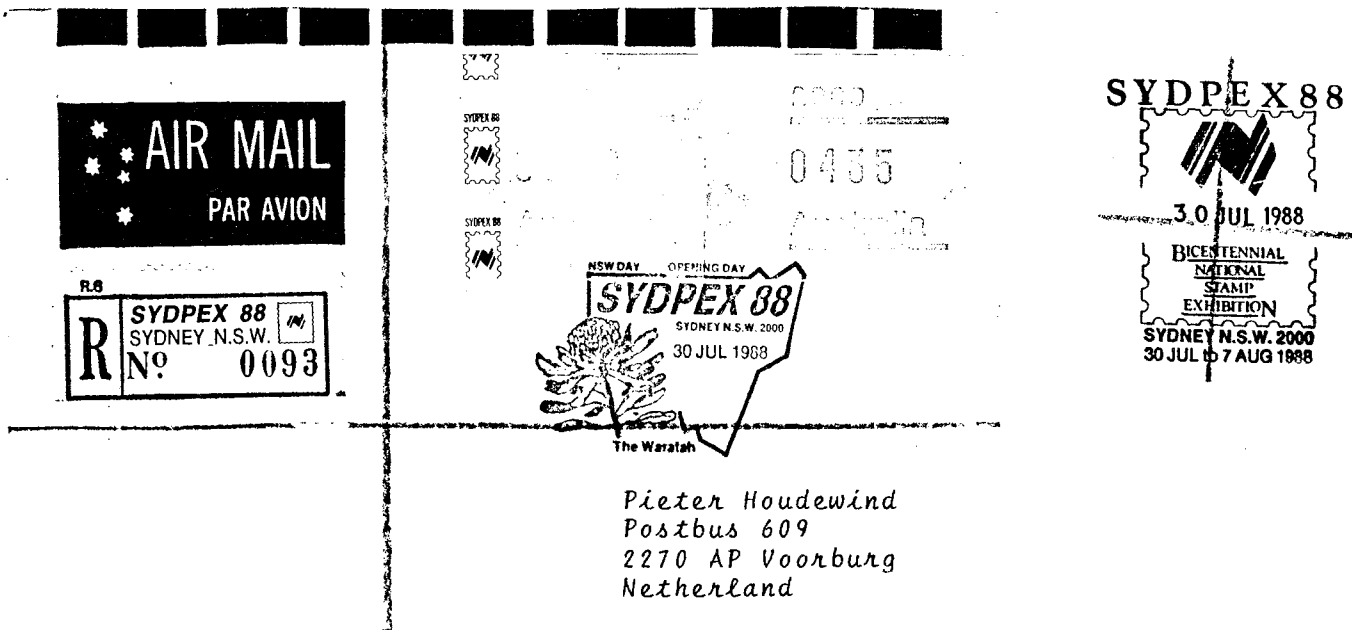 AIR MAIL
PAR AVION
R.6
R
SYDPEX 88
SYDNEY N.S.W.
Nº 0093
SYDPEX 88
SYDPEX 88
0435
Australia
NSW DAY OPENING DAY
SYDPEX 88
SYDNEY N.S.W. 2000
30 JUL 1988
The Waratah
Pieter Houdewind
Postbus 609
2270 AP Voorburg
Netherland
SYDPEX 88
30 JUL 1988
BICENTENNIAL
NATIONAL
STAMP
EXHIBITION
SYDNEY N.S.W. 2000
30 JUL to 7 AUG 1988